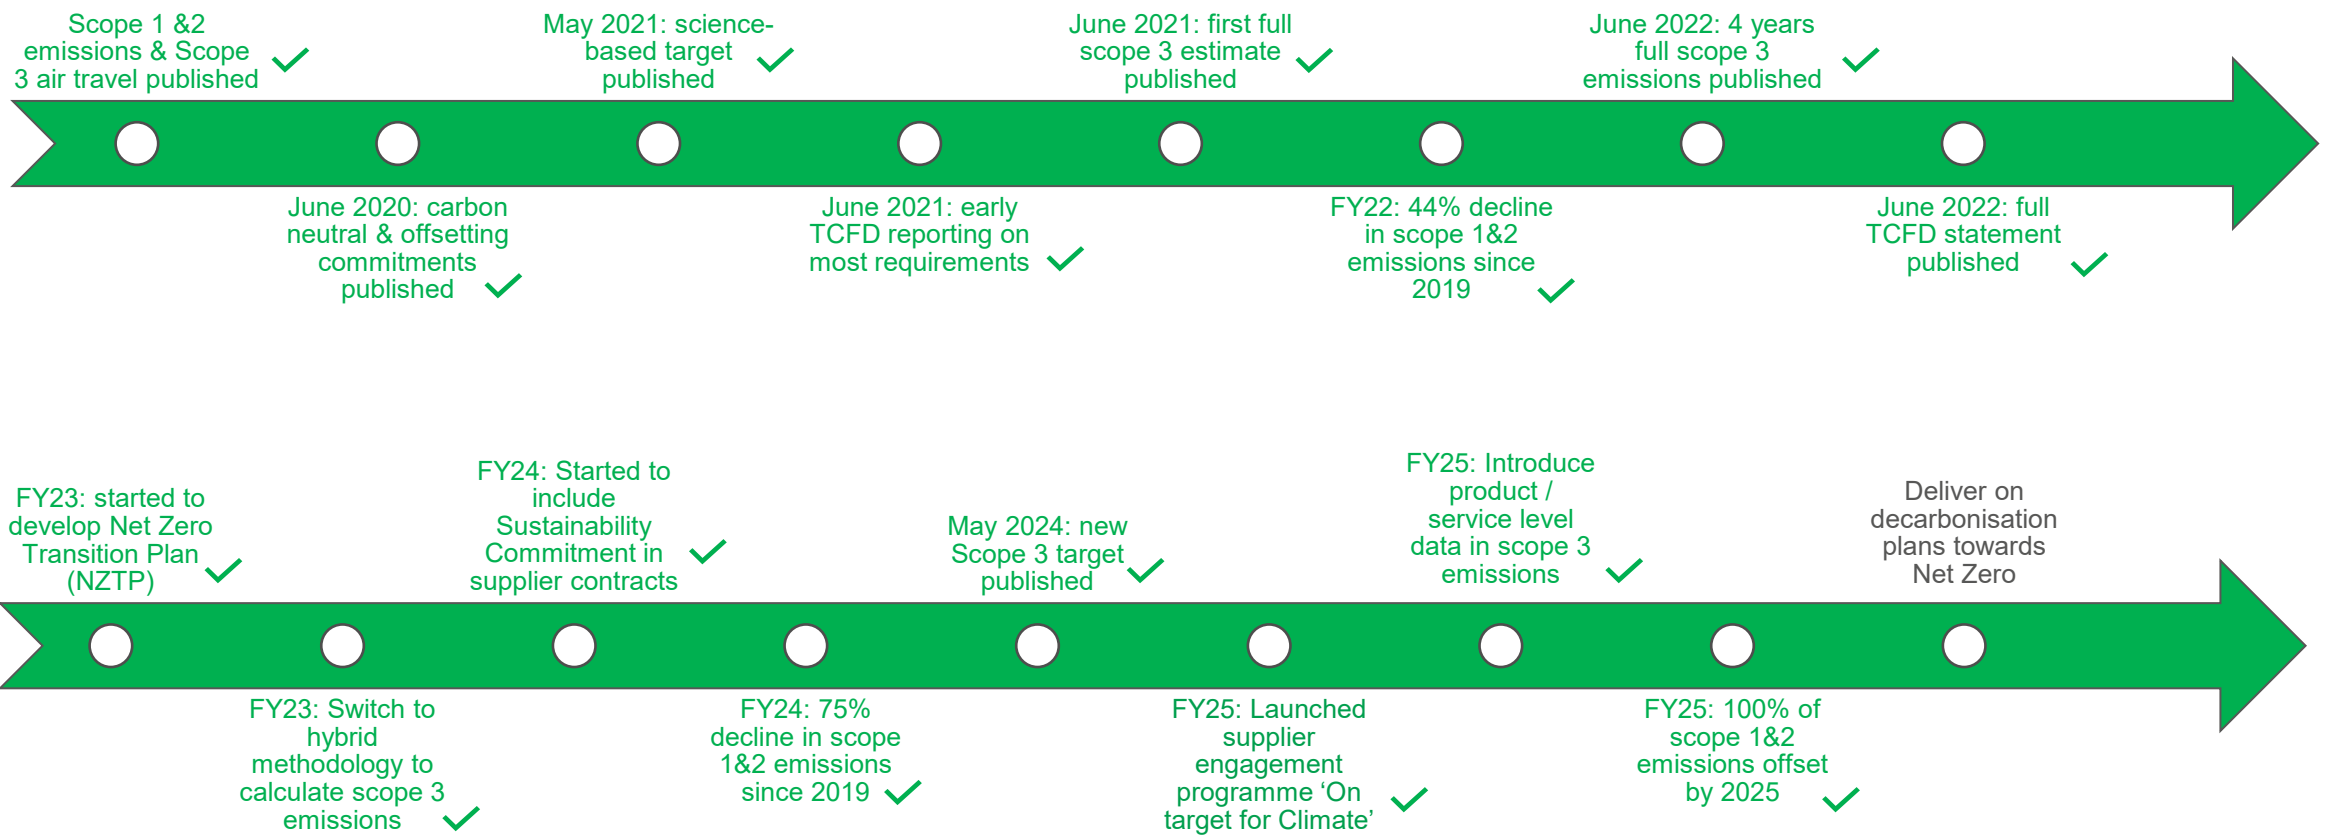 Scope 1 &2
emissions & Scope
3 air travel published
June 2020: carbon
neutral & offsetting
commitments
published
May 2021: science-
based target
published
June 2021: early
TCFD reporting on
most requirements
June 2021: first full
scope 3 estimate
published
FY22: 44% decline
in scope 1&2
emissions since
2019
June 2022: 4 years
full scope 3
emissions published
June 2022: full
TCFD statement
published
FY23: started to
develop Net Zero
Transition Plan
(NZTP)
FY23: Switch to
hybrid
methodology to
calculate scope 3
emissions
FY24: Started to
include
Sustainability
Commitment in
supplier contracts
FY24: 75%
decline in scope
1&2 emissions
since 2019
May 2024: new
Scope 3 target
published
FY25: Launched
supplier
engagement
programme ‘On
target for Climate’
FY25: Introduce
product /
service level
data in scope 3
emissions
FY25: 100% of
scope 1&2
emissions offset
by 2025
Deliver on
decarbonisation
plans towards
Net Zero